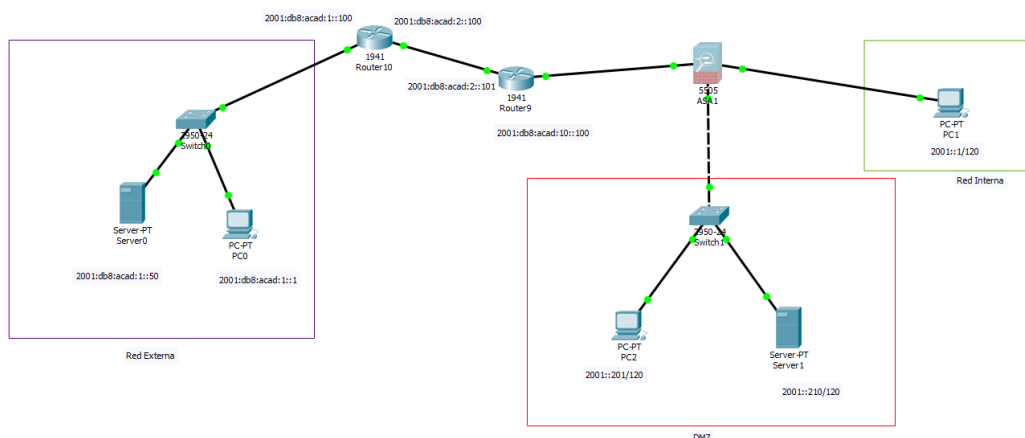 2001:db8:acad:1::100
2001:db8:acad:2::100
1941
Router10
2001:db8:acad:2::101
1941
Router9
2001:db8:acad:10::100
5505
ASA1
PC-PT
PC1
2001::1/120
Red Interna
2950-24
Switch0
Server-PT
Server0
PC-PT
PC0
2001:db8:acad:1::50
2001:db8:acad:1::1
Red Externa
2950-24
Switch1
PC-PT
PC2
2001::201/120
Server-PT
Server1
2001::210/120
DMZ